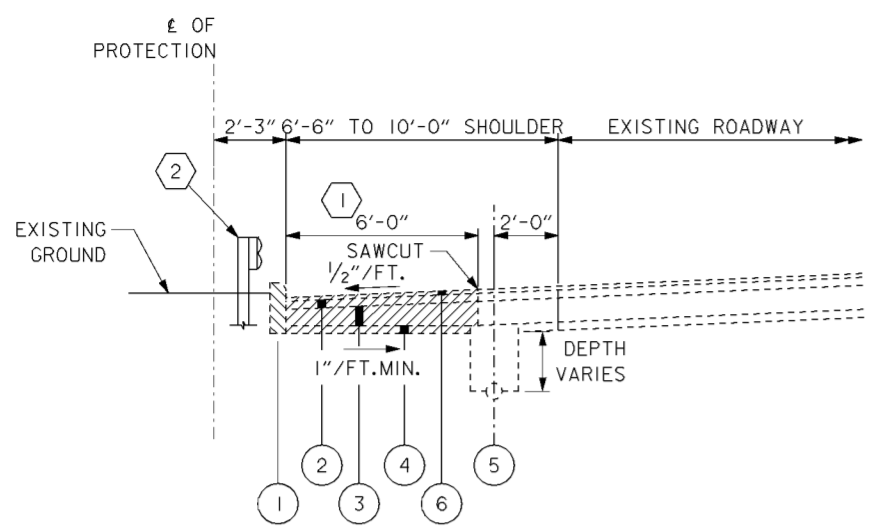 ℄ OF
PROTECTION
2'-3" 6'-6" TO 10'-0" SHOULDER EXISTING ROADWAY
2
1
6'-0" 2'-0"
EXISTING
GROUND
SAWCUT
1/2"/FT.
1"/FT.MIN.
DEPTH
VARIES
2 4 5
1 3 6